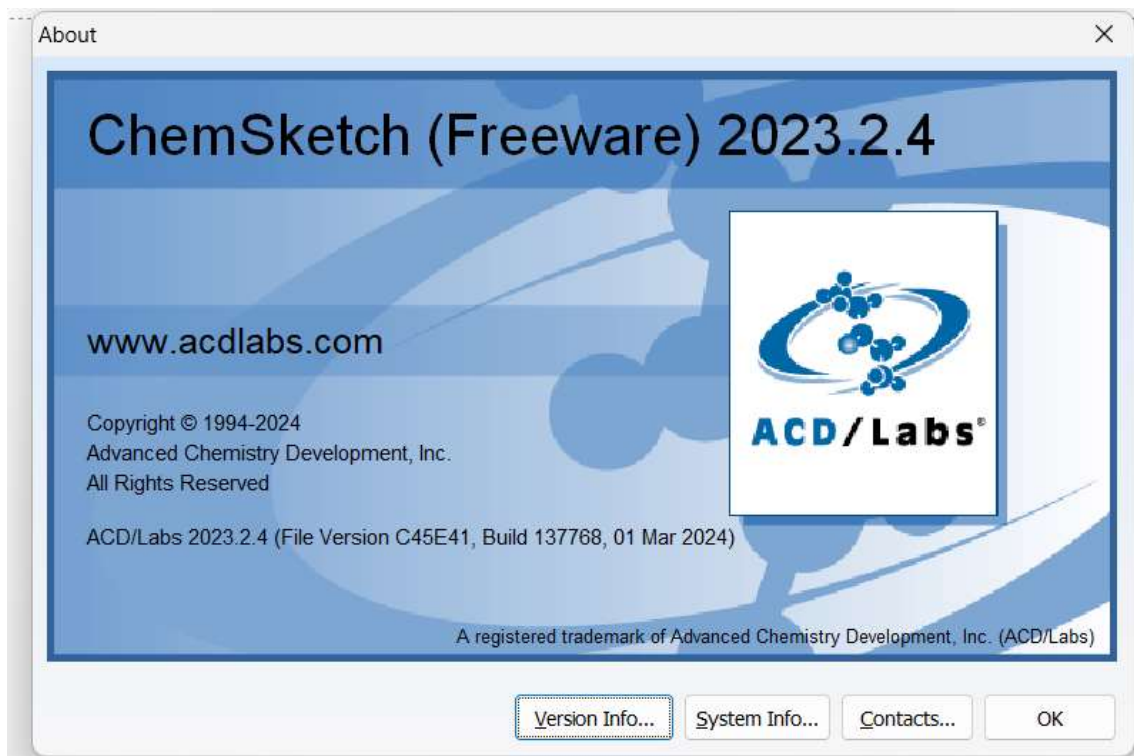 About
ChemSketch (Freeware) 2023.2.4
www.acdlabs.com
ACD/Labs®
Copyright © 1994-2024
Advanced Chemistry Development, Inc.
All Rights Reserved
ACD/Labs 2023.2.4 (File Version C45E41, Build 137768, 01 Mar 2024)
A registered trademark of Advanced Chemistry Development, Inc. (ACD/Labs)
Version Info... System Info... Contacts... OK